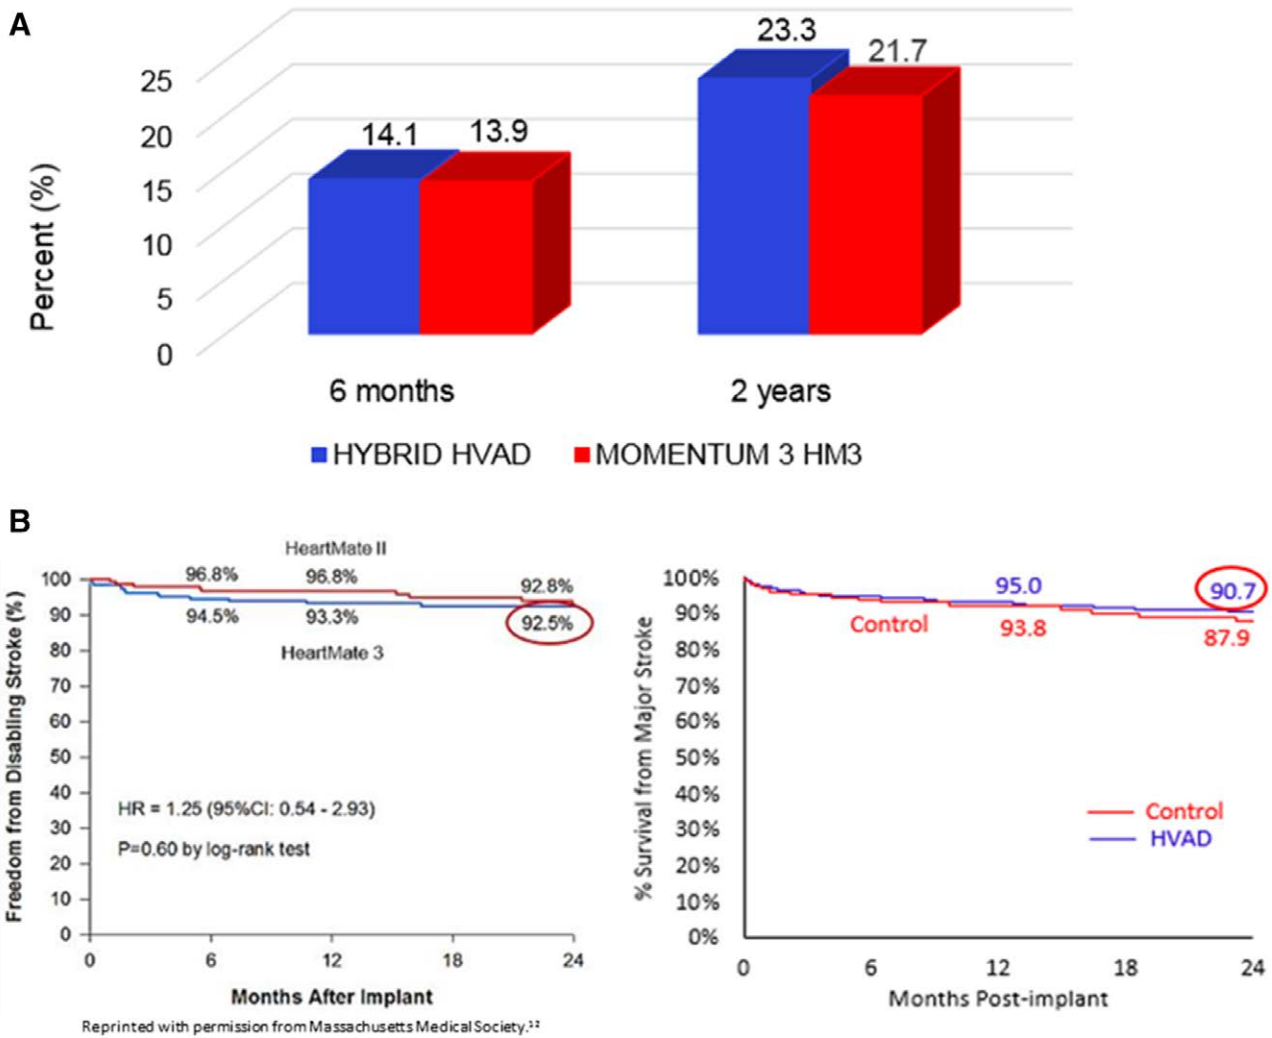 A
23.3
21.7
14.1
13.9
25
20
15
10
5
0
Percent (%)
6 months
2 years
HYBRID HVAD
MOMENTUM 3 HM3
B
HeartMate II
100
90
80
70
60
50
40
30
20
10
0
96.8%
96.8%
92.8%
94.5%
93.3%
92.5%
HeartMate 3
HR = 1.25 (95%CI: 0.54 - 2.93)
P=0.60 by log-rank test
Freedom from Disabling Stroke (%)
0 6 12 18 24
Months After Implant
Reprinted with permission from Massachusetts Medical Society.¹²
100%
90%
80%
70%
60%
50%
40%
30%
20%
10%
0%
95.0
90.7
Control
93.8
87.9
Control
HVAD
% Survival from Major Stroke
0 6 12 18 24
Months Post-implant